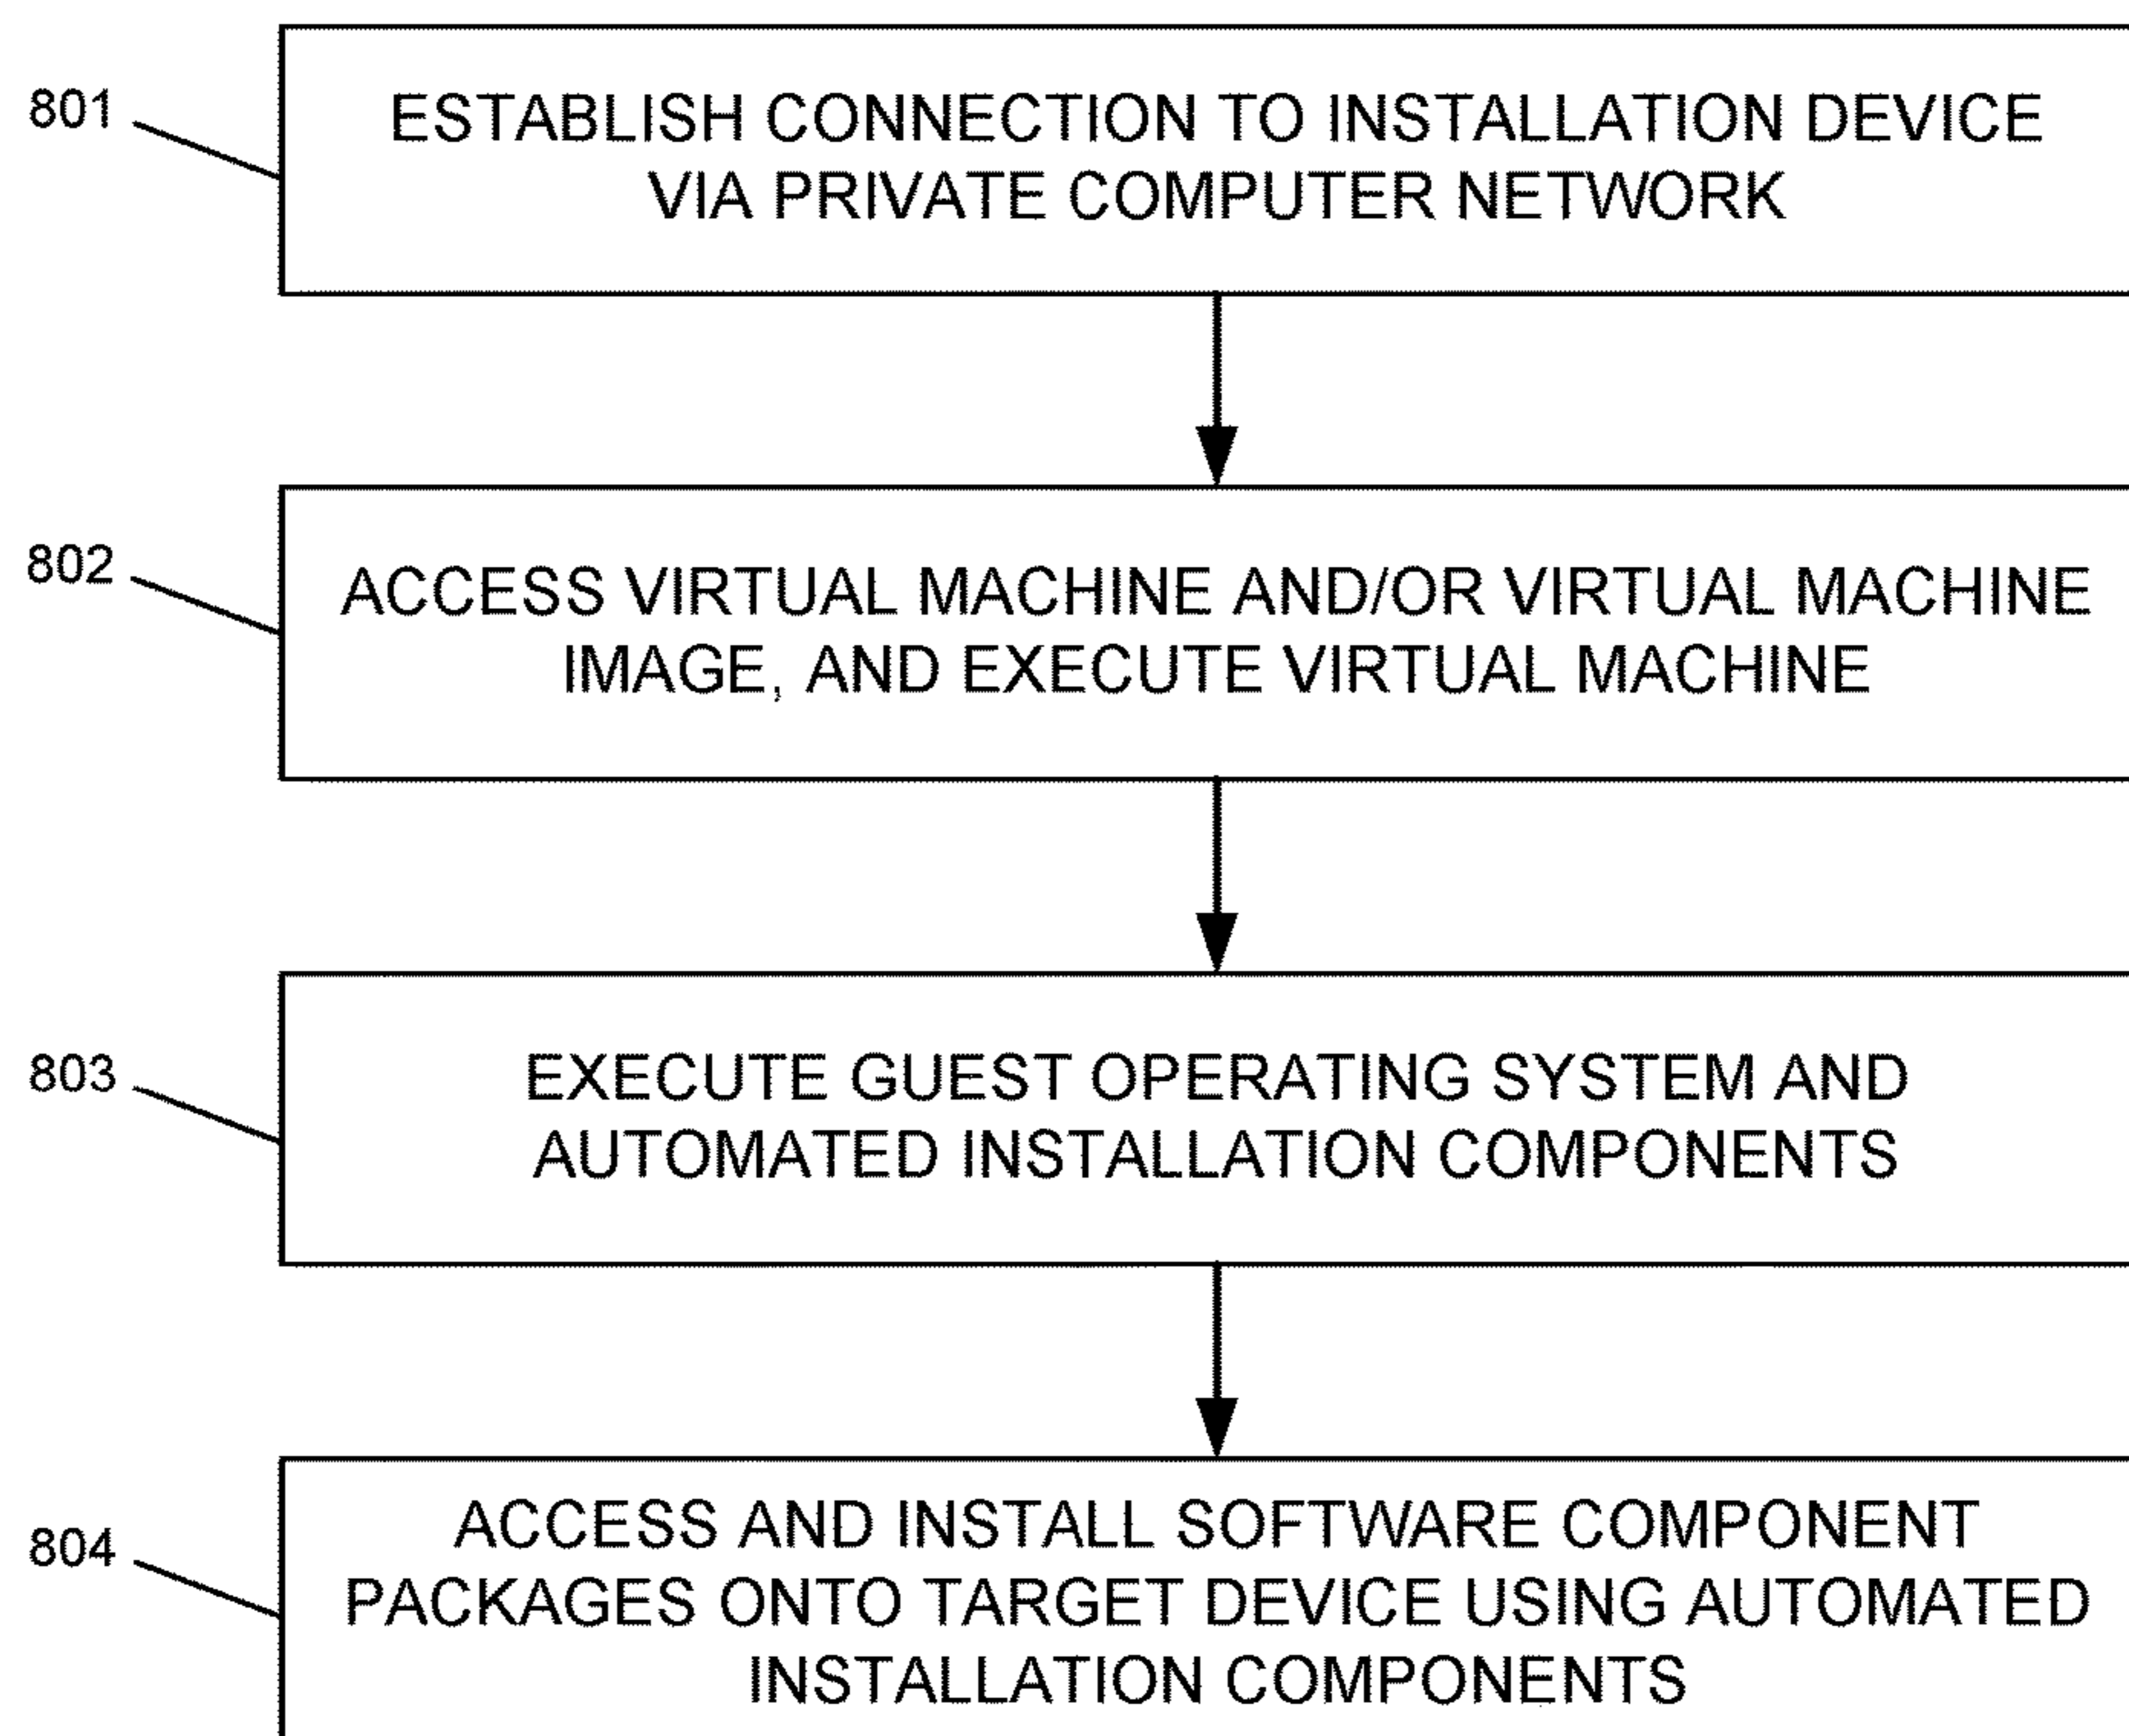 801
ESTABLISH CONNECTION TO INSTALLATION DEVICE
VIA PRIVATE COMPUTER NETWORK
802
ACCESS VIRTUAL MACHINE AND/OR VIRTUAL MACHINE
IMAGE, AND EXECUTE VIRTUAL MACHINE
803
EXECUTE GUEST OPERATING SYSTEM AND
AUTOMATED INSTALLATION COMPONENTS
804
ACCESS AND INSTALL SOFTWARE COMPONENT
PACKAGES ONTO TARGET DEVICE USING AUTOMATED
INSTALLATION COMPONENTS